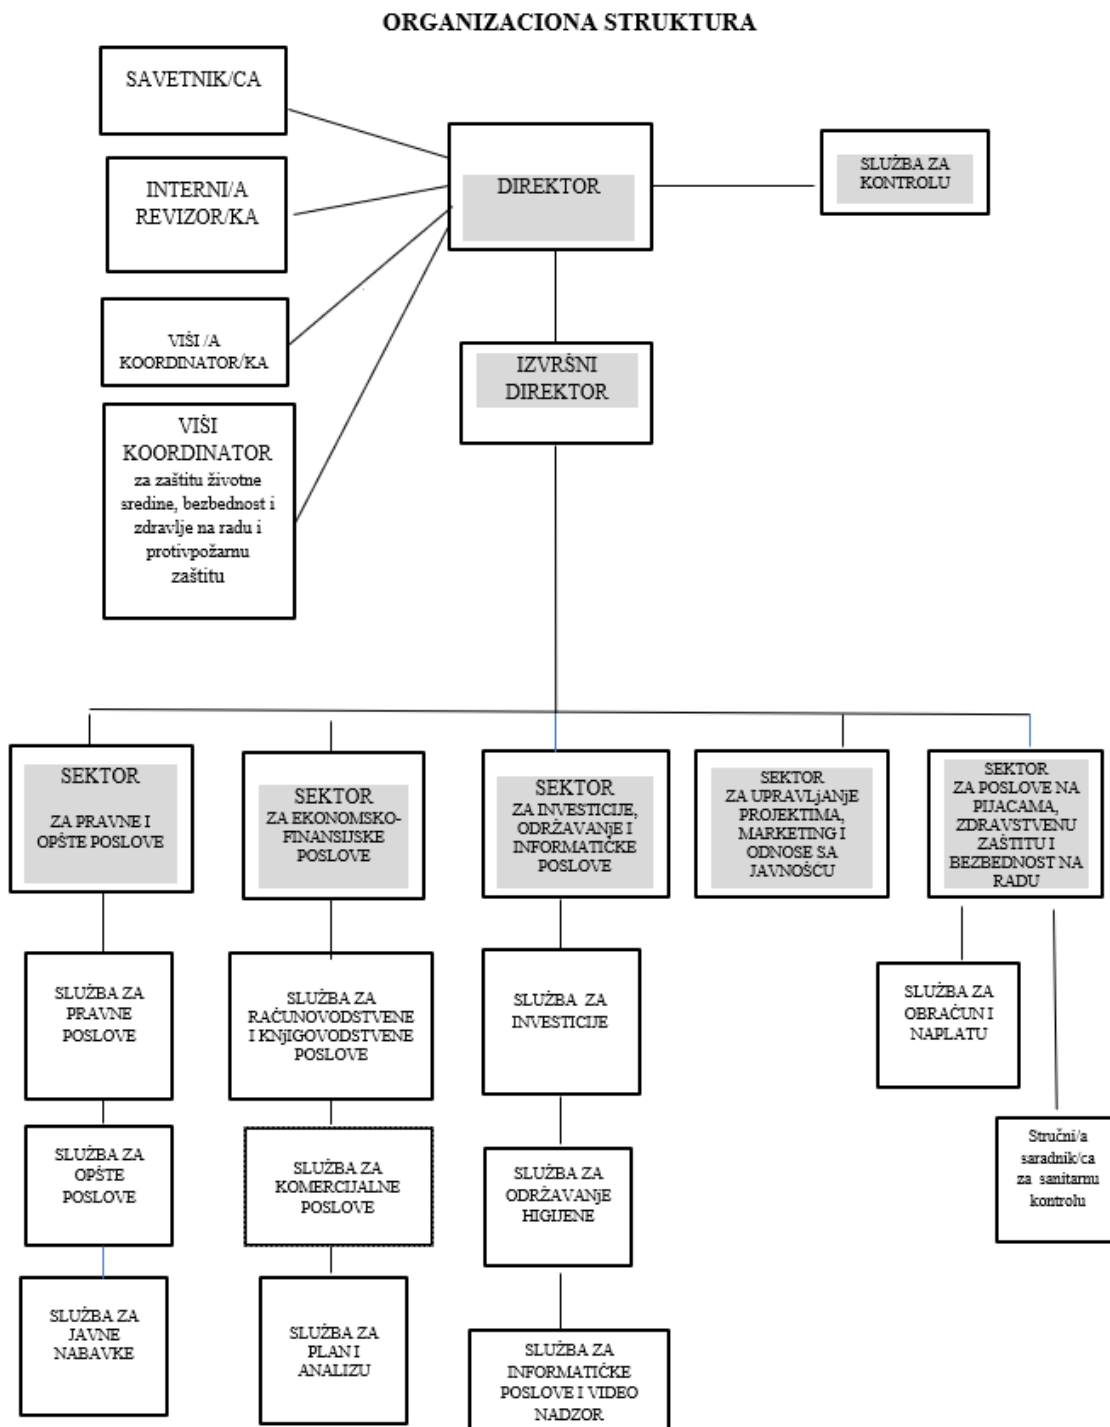 ORGANIZACIONA STRUKTURA
SAVETNIK/CA
INTERNI/A
REVIZOR/KA
VIŠI /A
KOORDINATOR/KA
VIŠI
KOORDINATOR
za zaštitu životne
sredine, bezbednost i
zdravlje na radu i
protivpožarnu
zaštitu
DIREKTOR
SLUŽBA ZA
KONTROLU
IZVRŠNI
DIREKTOR
SEKTOR
ZA PRAVNE I
OPŠTE POSLOVE
SEKTOR
ZA EKONOMSKO-
FINANSIJSKE
POSLOVE
SEKTOR
ZA INVESTICIJE,
ODRŽAVANjE I
INFORMATIČKE
POSLOVE
SEKTOR
ZA UPRAVLjANjE
PROJEKTIMA,
MARKETING I
ODNOSE SA
JAVNOŠĆU
SEKTOR
ZA POSLOVE NA
PIJACAMA,
ZDRAVSTVENU
ZAŠTITU I
BEZBEDNOST NA
RADU
SLUŽBA ZA
PRAVNE
POSLOVE
SLUŽBA ZA
OPŠTE
POSLOVE
SLUŽBA ZA
JAVNE
NABAVKE
SLUŽBA ZA
RAČUNOVODSTVENE
I KNjIGOVODSTVENE
POSLOVE
SLUŽBA ZA
KOMERCIJALNE
POSLOVE
SLUŽBA ZA
PLAN I
ANALIZU
SLUŽBA  ZA
INVESTICIJE
SLUŽBA ZA
ODRŽAVANjE
HIGIJENE
SLUŽBA ZA
INFORMATIČKE
POSLOVE I VIDEO
NADZOR
SLUŽBA ZA
OBRAČUN I
NAPLATU
Stručni/a
saradnik/ca
za  sanitarnu
kontrolu